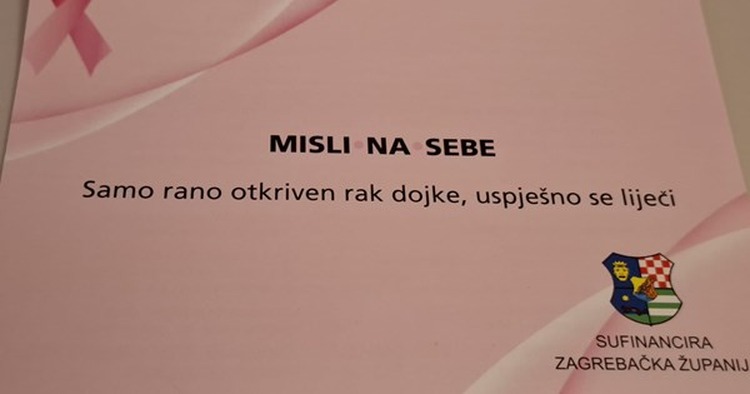 MISLI • NA • SEBE
Samo rano otkriven rak dojke, uspješno se liječi
SUFINANCIRA
ZAGREBAČKA ŽUPANIJ